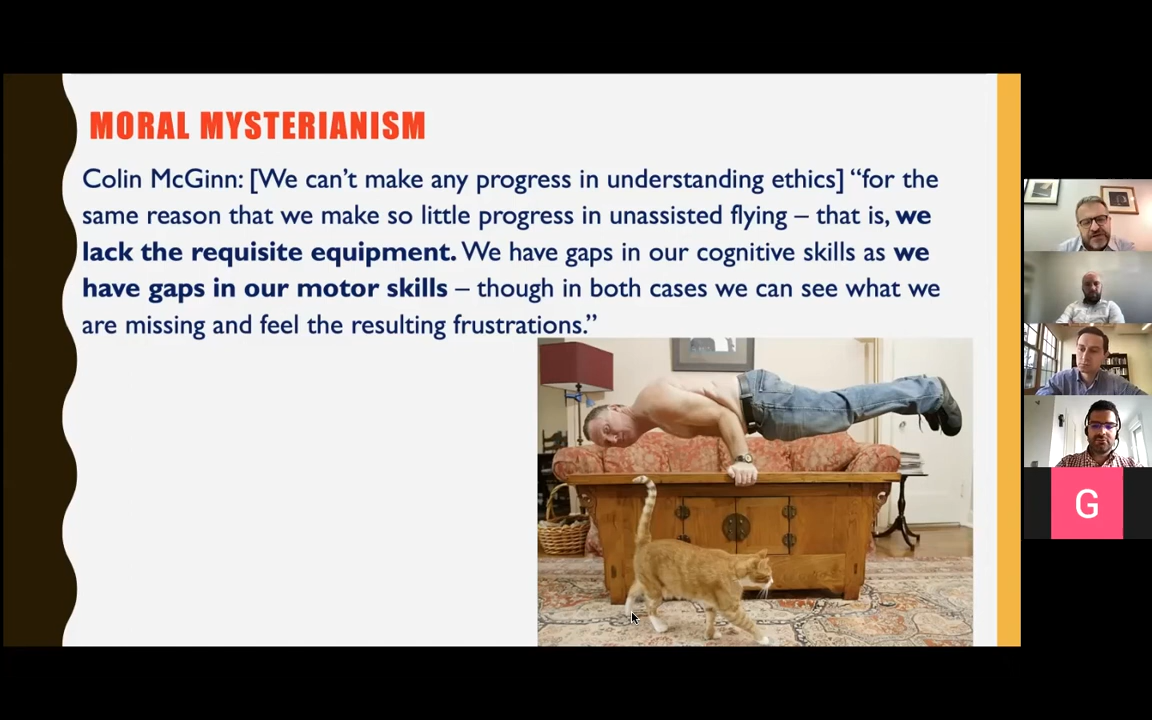 MORAL MYSTERIANISM
Colin McGinn: [We can’t make any progress in understanding ethics] “for the
same reason that we make so little progress in unassisted flying – that is, we
lack the requisite equipment. We have gaps in our cognitive skills as we
have gaps in our motor skills – though in both cases we can see what we
are missing and feel the resulting frustrations.”
G